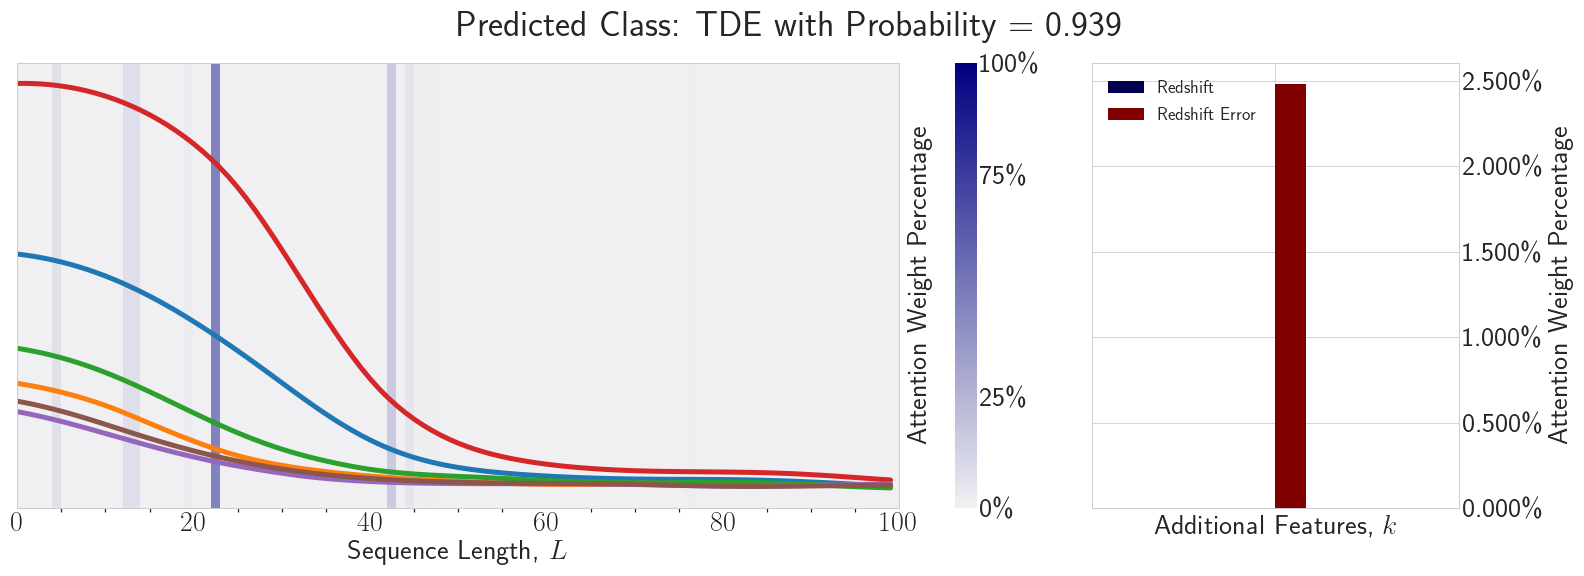 Predicted Class: TDE with Probability = 0.939
0 20 40 60 80 100
Sequence Length, L
100%
75%
25%
0%
Attention Weight Percentage
Redshift
Redshift Error
2.500%
2.000%
1.500%
1.000%
0.500%
0.000%
Attention Weight Percentage
Additional Features, k